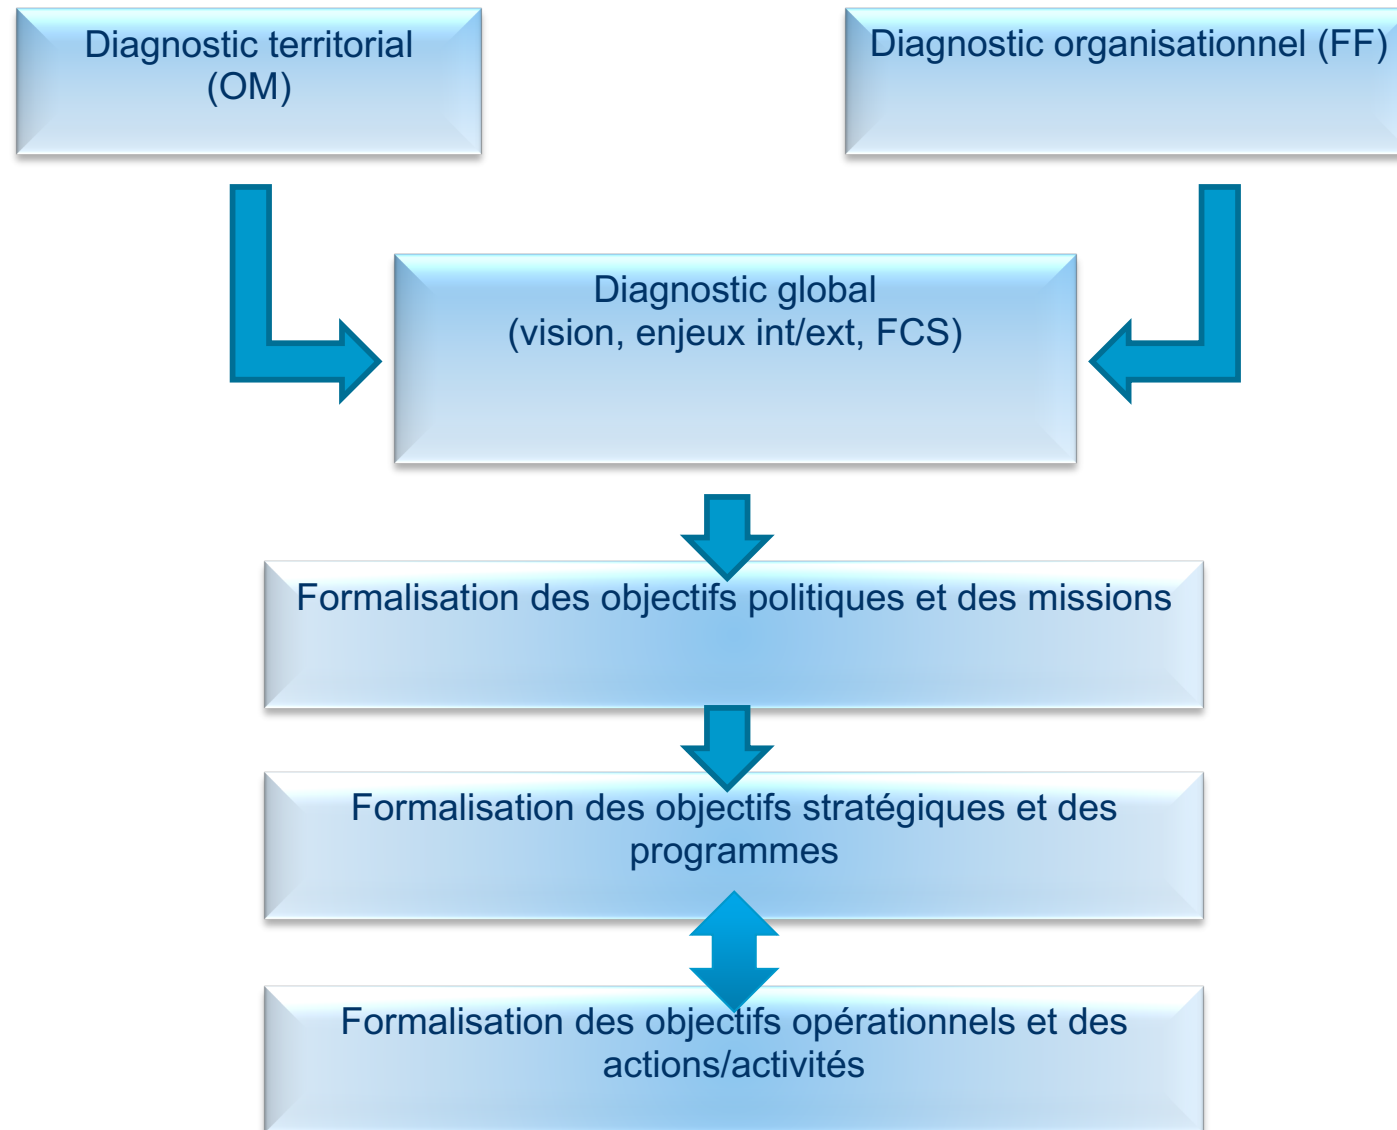 Diagnostic territorial
(OM)
Diagnostic organisationnel (FF)
Diagnostic global
(vision, enjeux int/ext, FCS)
Formalisation des objectifs politiques et des missions
Formalisation des objectifs stratégiques et des
programmes
Formalisation des objectifs opérationnels et des
actions/activités